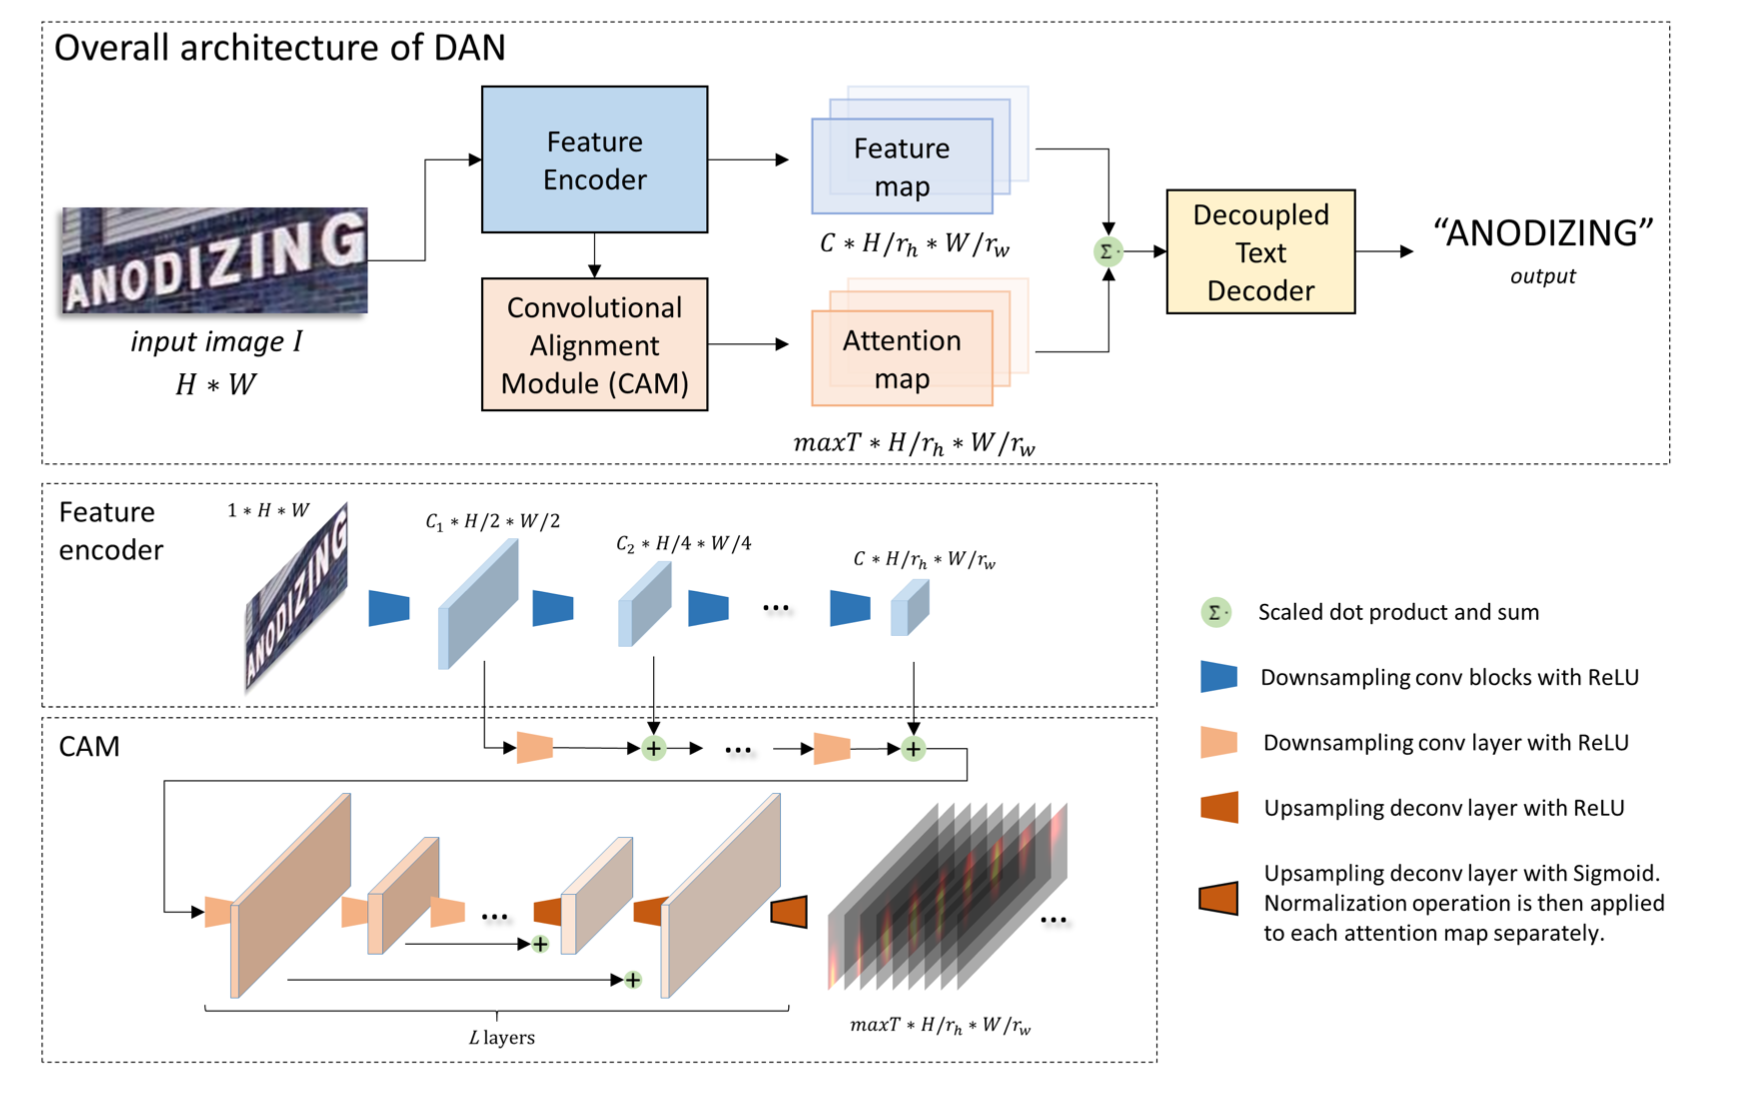 Overall architecture of DAN
Feature
Encoder
Feature
map
C ∗ H/r_h ∗ W/r_w
ANODIZING
input image I
H ∗ W
Convolutional
Alignment
Module (CAM)
Attention
map
maxT ∗ H/r_h ∗ W/r_w
Σ·
Decoupled
Text
Decoder
“ANODIZING”
output
Feature
encoder
1 ∗ H ∗ W
ANODIZING
C₁ ∗ H/2 ∗ W/2
C₂ ∗ H/4 ∗ W/4
...
C ∗ H/r_h ∗ W/r_w
CAM
+
...
+
...
+
+
...
L layers
maxT ∗ H/r_h ∗ W/r_w
Σ·
Scaled dot product and sum
Downsampling conv blocks with ReLU
Downsampling conv layer with ReLU
Upsampling deconv layer with ReLU
Upsampling deconv layer with Sigmoid.
Normalization operation is then applied
to each attention map separately.